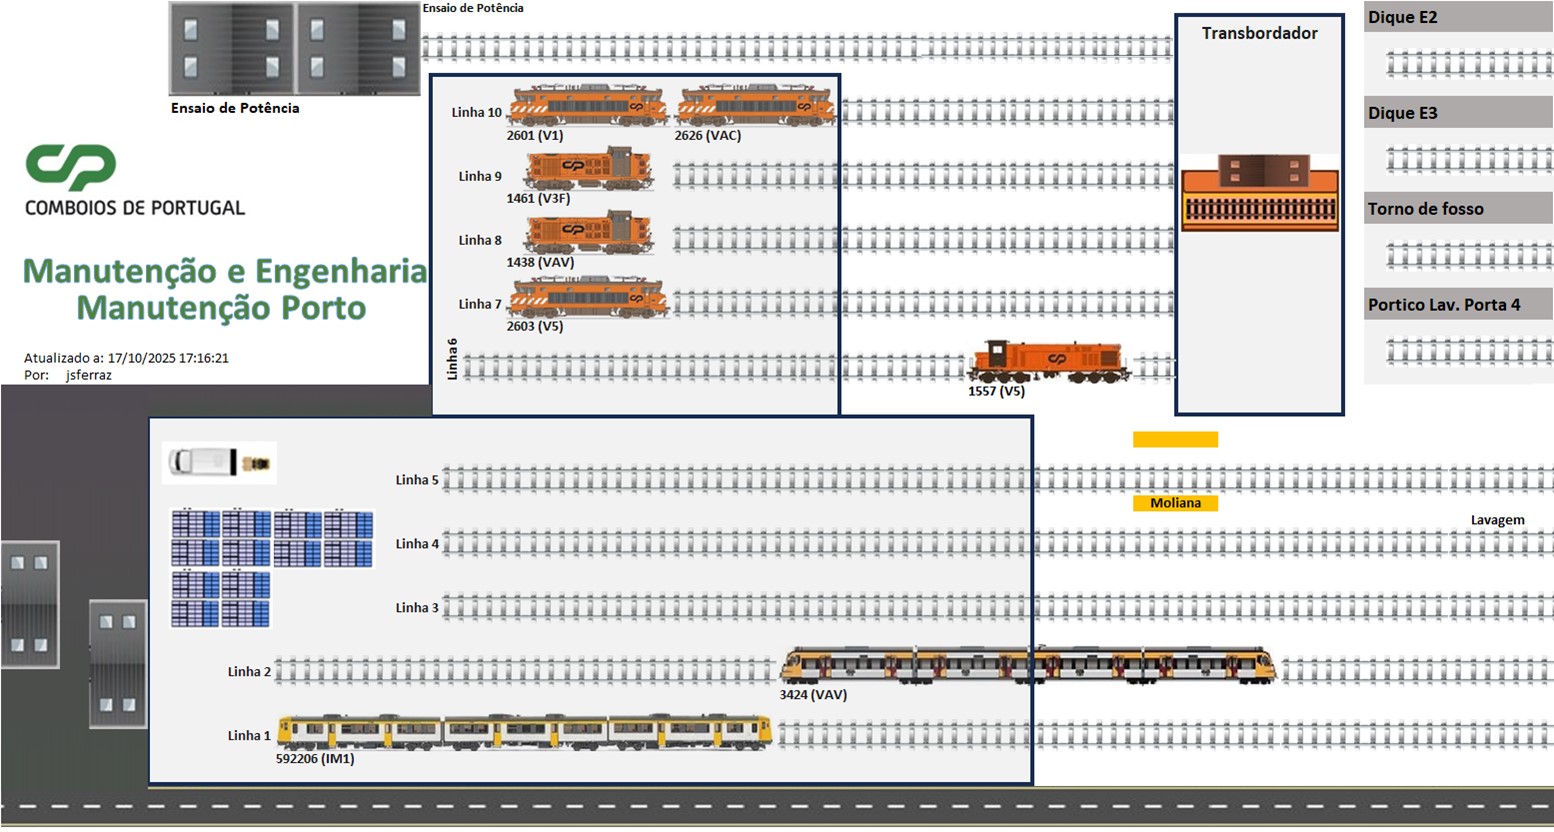 Ensaio de Potência
Ensaio de Potência
Transbordador
Dique E2
Dique E3
Torno de fosso
Portico Lav. Porta 4
CP
COMBOIOS DE PORTUGAL
Manutenção e Engenharia
Manutenção Porto
Atualizado a: 17/10/2025 17:16:21
Por: jsferraz
Linha 10
2601 (V1)
2626 (VAC)
Linha 9
1461 (V3F)
Linha 8
1438 (VAV)
Linha 7
2603 (V5)
Linha 6
1557 (V5)
Linha 5
Moliana
Lavagem
Linha 4
Linha 3
Linha 2
3424 (VAV)
Linha 1
592206 (IM1)